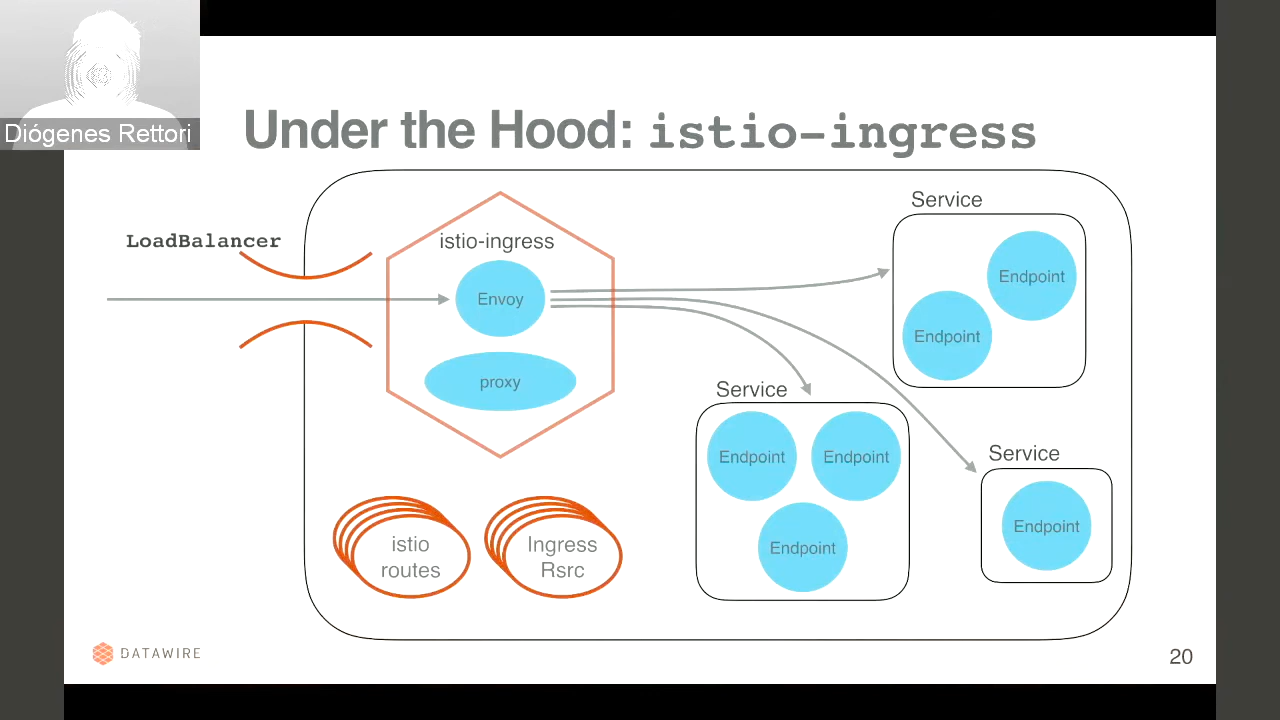 Diógenes Rettori
Under the Hood: istio-ingress
LoadBalancer
istio-ingress
Envoy
proxy
Service
Endpoint
Endpoint
Service
Endpoint
Endpoint
Endpoint
Service
Endpoint
istio
routes
Ingress
Rsrc
DATAWIRE
20